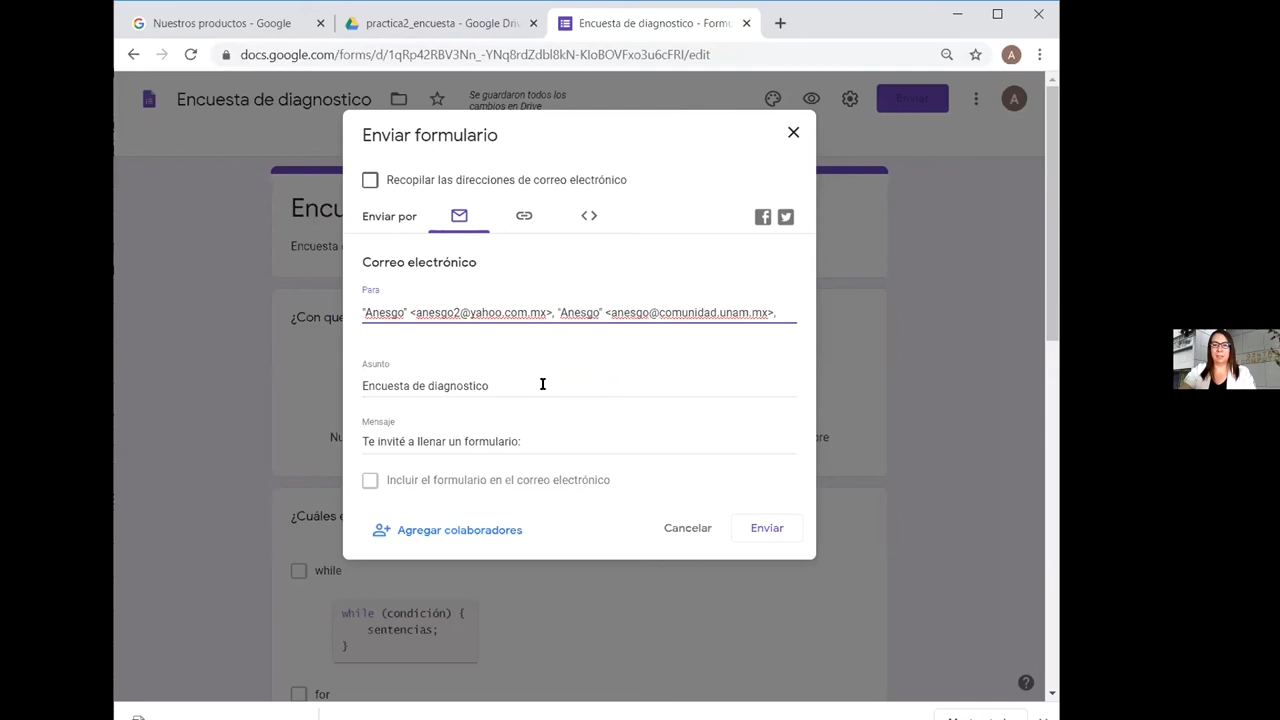 Nuestros productos - Google
practica2_encuesta - Google Dri
Encuesta de diagnostico - Formu
docs.google.com/forms/d/1qRp42RBV3Nn_-YNq8rdZdbl8kN-KIoBOVFxo3u6cFRI/edit
A
Encuesta de diagnostico
Se guardaron todos los
cambios en Drive
Enviar
A
Enviar formulario
Recopilar las direcciones de correo electrónico
Enviar por
Correo electrónico
Para
"Anesgo" <anesgo2@yahoo.com.mx>, "Anesgo" <anesgo@comunidad.unam.mx>,
Asunto
Encuesta de diagnostico
Mensaje
Te invité a llenar un formulario:
Incluir el formulario en el correo electrónico
Agregar colaboradores
Cancelar
Enviar
Encu
Encuesta
¿Con que
Nu
bre
¿Cuáles e
while
while (condición) {
sentencias;
}
for